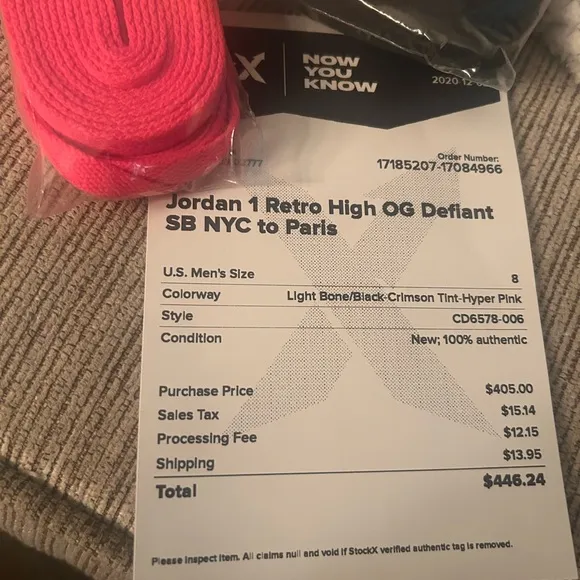 X
NOW
YOU
KNOW
2020-12-
Order Number:
17185207-17084966
Jordan 1 Retro High OG Defiant
SB NYC to Paris
U.S. Men's Size 8
Colorway Light Bone/Black-Crimson Tint-Hyper Pink
Style CD6578-006
Condition New; 100% authentic
Purchase Price $405.00
Sales Tax $15.14
Processing Fee $12.15
Shipping $13.95
Total $446.24
Please inspect item. All claims null and void if StockX verified authentic tag is removed.